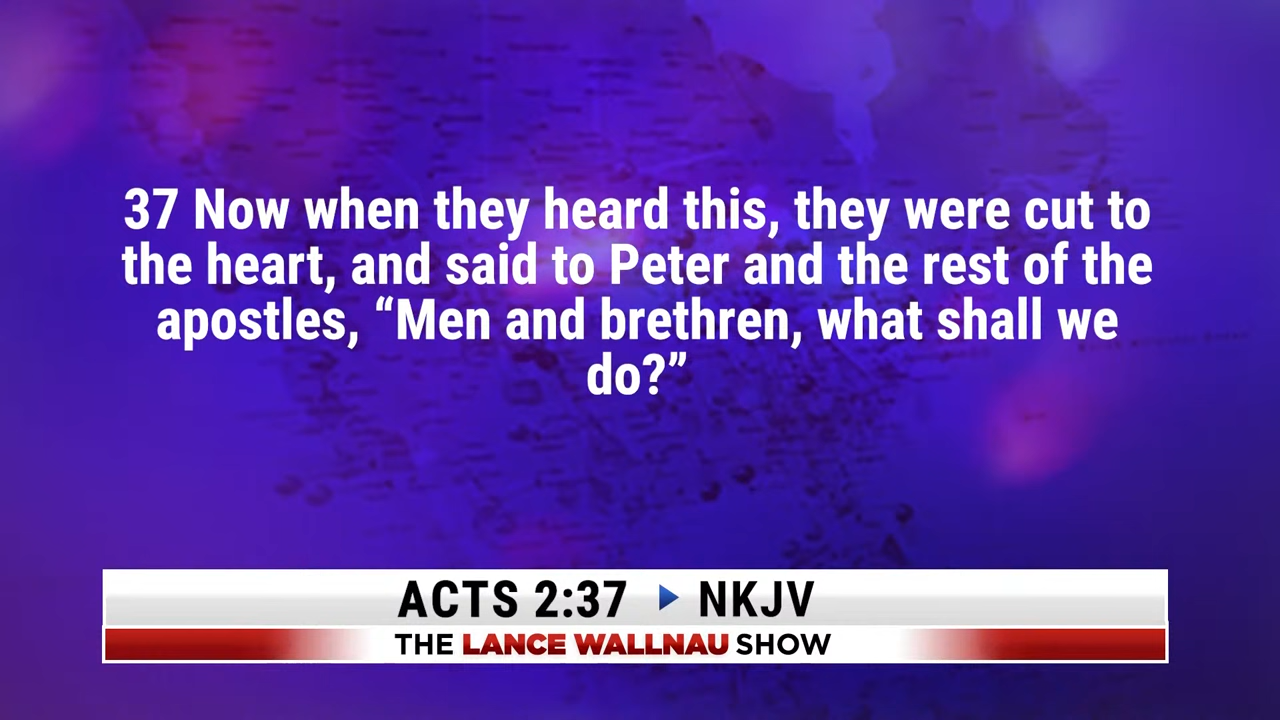 37 Now when they heard this, they were cut to
the heart, and said to Peter and the rest of the
apostles, “Men and brethren, what shall we
do?”
ACTS 2:37 ▶ NKJV
THE LANCE WALLNAU SHOW